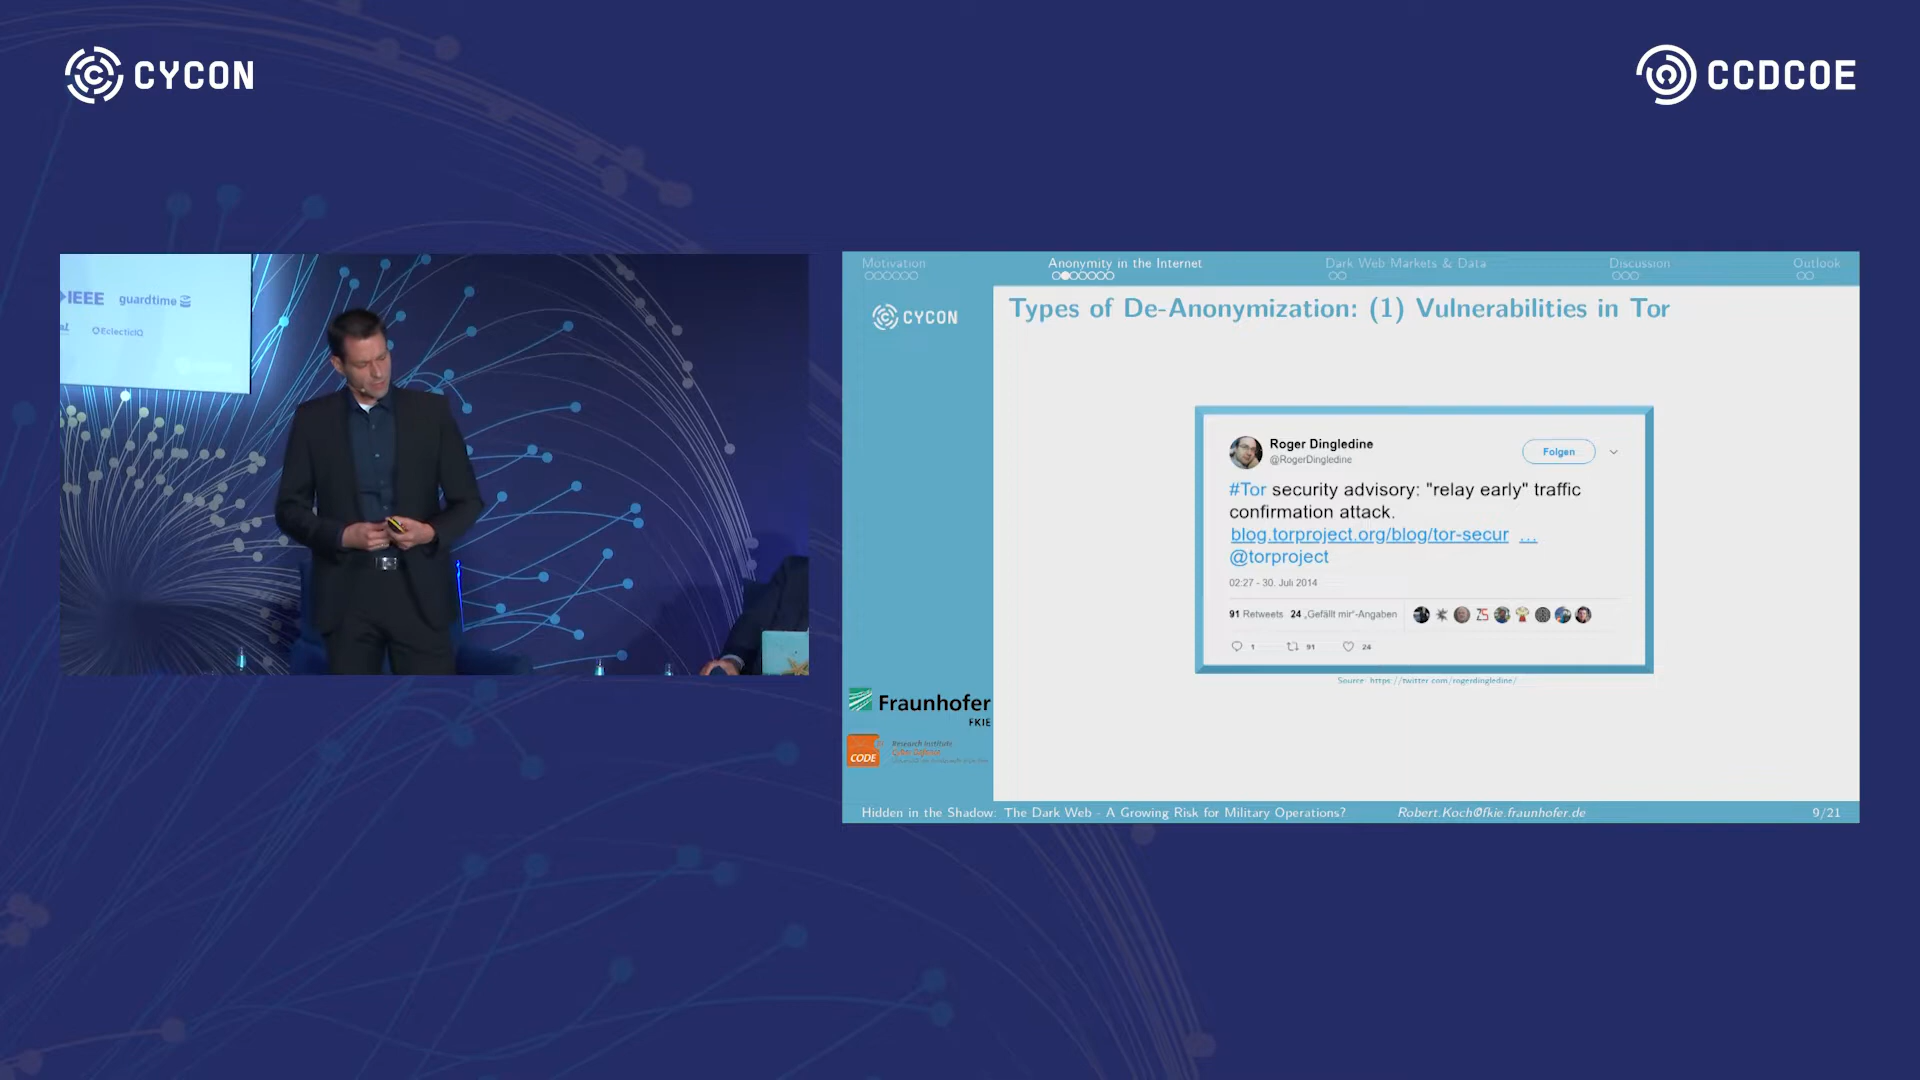 CYCON
CCDCOE
IEEE
guardtime
EclecticIQ
Motivation
Anonymity in the Internet
Dark Web Markets & Data
Discussion
Outlook
CYCON
Types of De-Anonymization: (1) Vulnerabilities in Tor
Roger Dingledine
@RogerDingledine
Folgen
#Tor security advisory: "relay early" traffic
confirmation attack.
blog.torproject.org/blog/tor-secur ...
@torproject
02:27 - 30. Juli 2014
91 Retweets 24 „Gefällt mir“-Angaben
1 91 24
Source: https://twitter.com/rogerdingledine/
Fraunhofer
FKIE
CODE
Research Institute
Cyber Defence
Hidden in the Shadow: The Dark Web - A Growing Risk for Military Operations?
Robert.Koch@fkie.fraunhofer.de
9/21